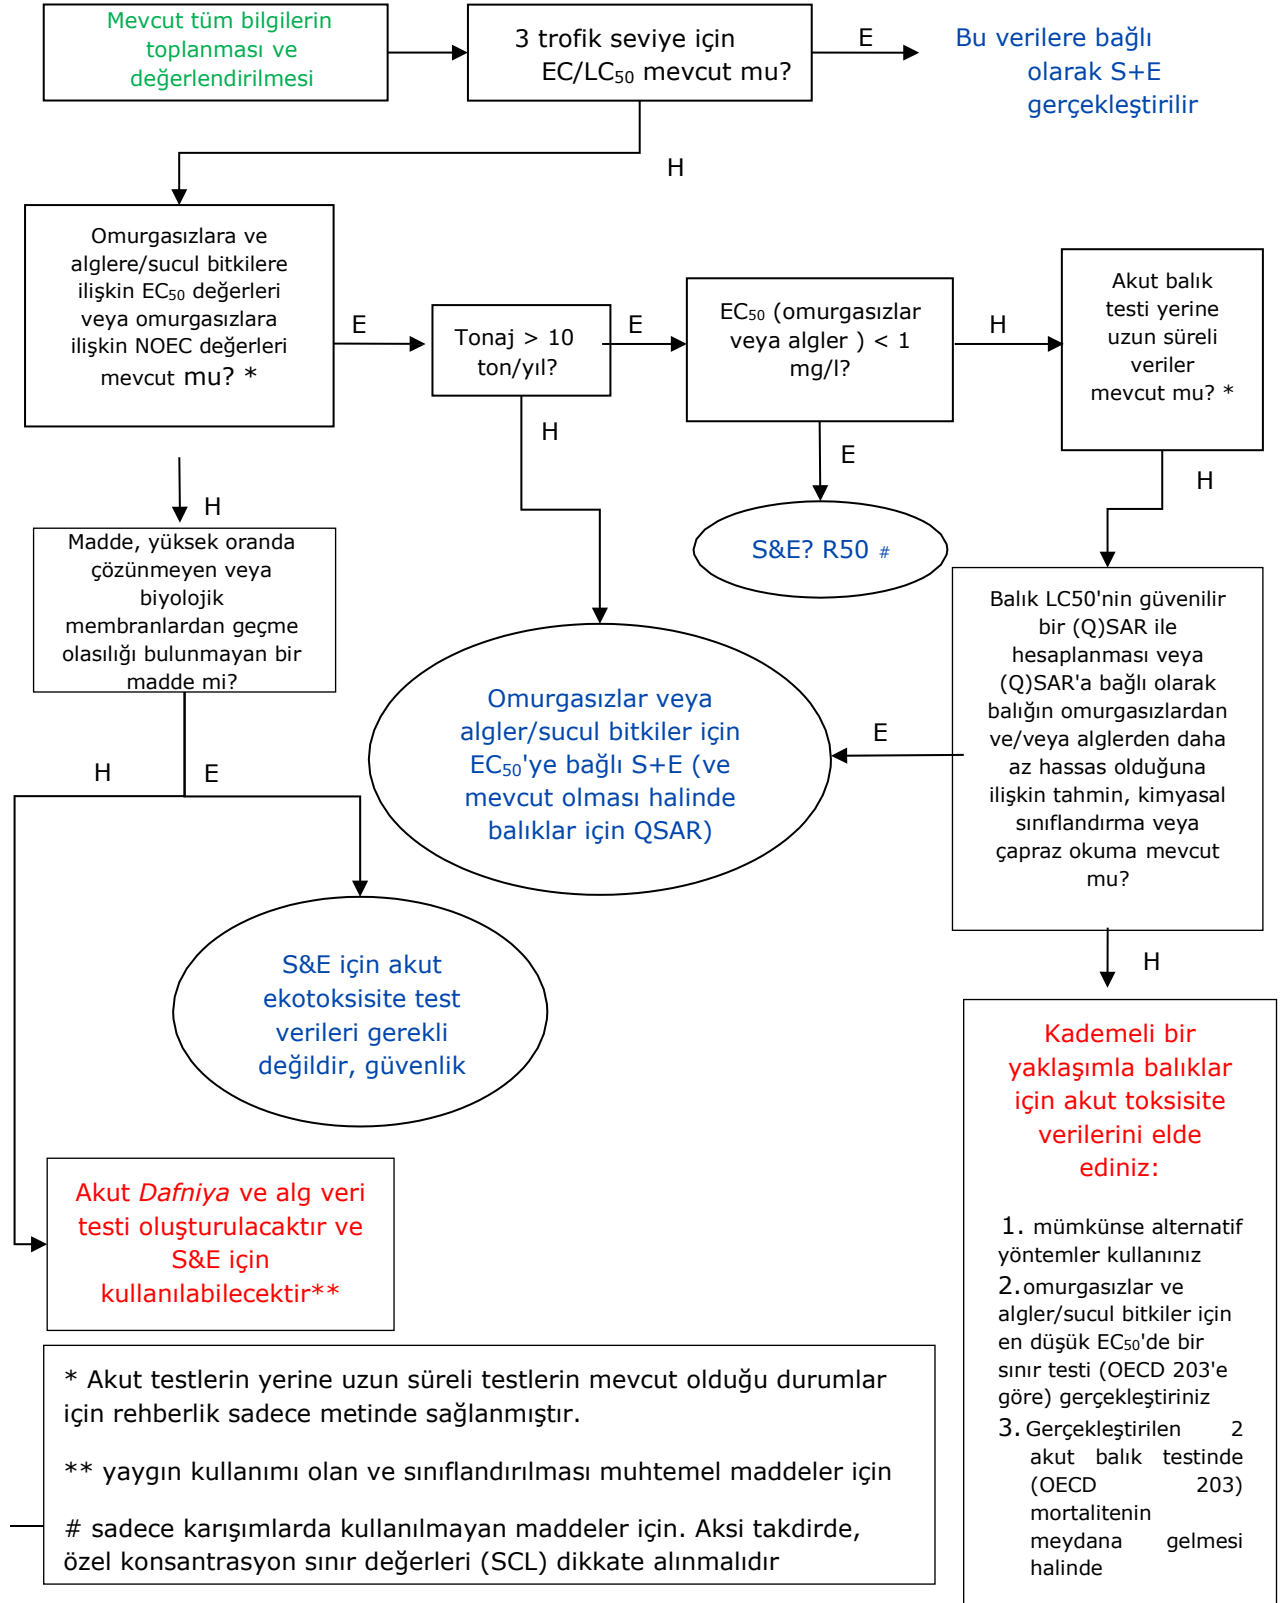 Mevcut tüm bilgilerin
toplanması ve
değerlendirilmesi
3 trofik seviye için
EC/LC50 mevcut mu?
E
Bu verilere bağlı
olarak S+E
gerçekleştirilir
H
Omurgasızlara ve
alglere/sucul bitkilere
ilişkin EC50 değerleri
veya omurgasızlara
ilişkin NOEC değerleri
mevcut mu? *
E
Tonaj > 10
ton/yıl?
E
EC50 (omurgasızlar
veya algler ) < 1
mg/l?
H
Akut balık
testi yerine
uzun süreli
veriler
mevcut mu? *
H
H
E
H
S&E? R50 #
Madde, yüksek oranda
çözünmeyen veya
biyolojik
membranlardan geçme
olasılığı bulunmayan bir
madde mi?
Balık LC50'nin güvenilir
bir (Q)SAR ile
hesaplanması veya
(Q)SAR'a bağlı olarak
balığın omurgasızlardan
ve/veya alglerden daha
az hassas olduğuna
ilişkin tahmin, kimyasal
sınıflandırma veya
çapraz okuma mevcut
mu?
E
Omurgasızlar veya
algler/sucul bitkiler için
EC50'ye bağlı S+E (ve
mevcut olması halinde
balıklar için QSAR)
H
E
H
S&E için akut
ekotoksisite test
verileri gerekli
değildir, güvenlik
Kademeli bir
yaklaşımla balıklar
için akut toksisite
verilerini elde
ediniz:
1. mümkünse alternatif
yöntemler kullanınız
2.omurgasızlar ve
algler/sucul bitkiler için
en düşük EC50'de bir
sınır testi (OECD 203'e
göre) gerçekleştiriniz
3. Gerçekleştirilen 2
akut balık testinde
(OECD 203)
mortalitenin
meydana gelmesi
halinde
Akut Dafniya ve alg veri
testi oluşturulacaktır ve
S&E için
kullanılabilecektir**
* Akut testlerin yerine uzun süreli testlerin mevcut olduğu durumlar
için rehberlik sadece metinde sağlanmıştır.
** yaygın kullanımı olan ve sınıflandırılması muhtemel maddeler için
# sadece karışımlarda kullanılmayan maddeler için. Aksi takdirde,
özel konsantrasyon sınır değerleri (SCL) dikkate alınmalıdır